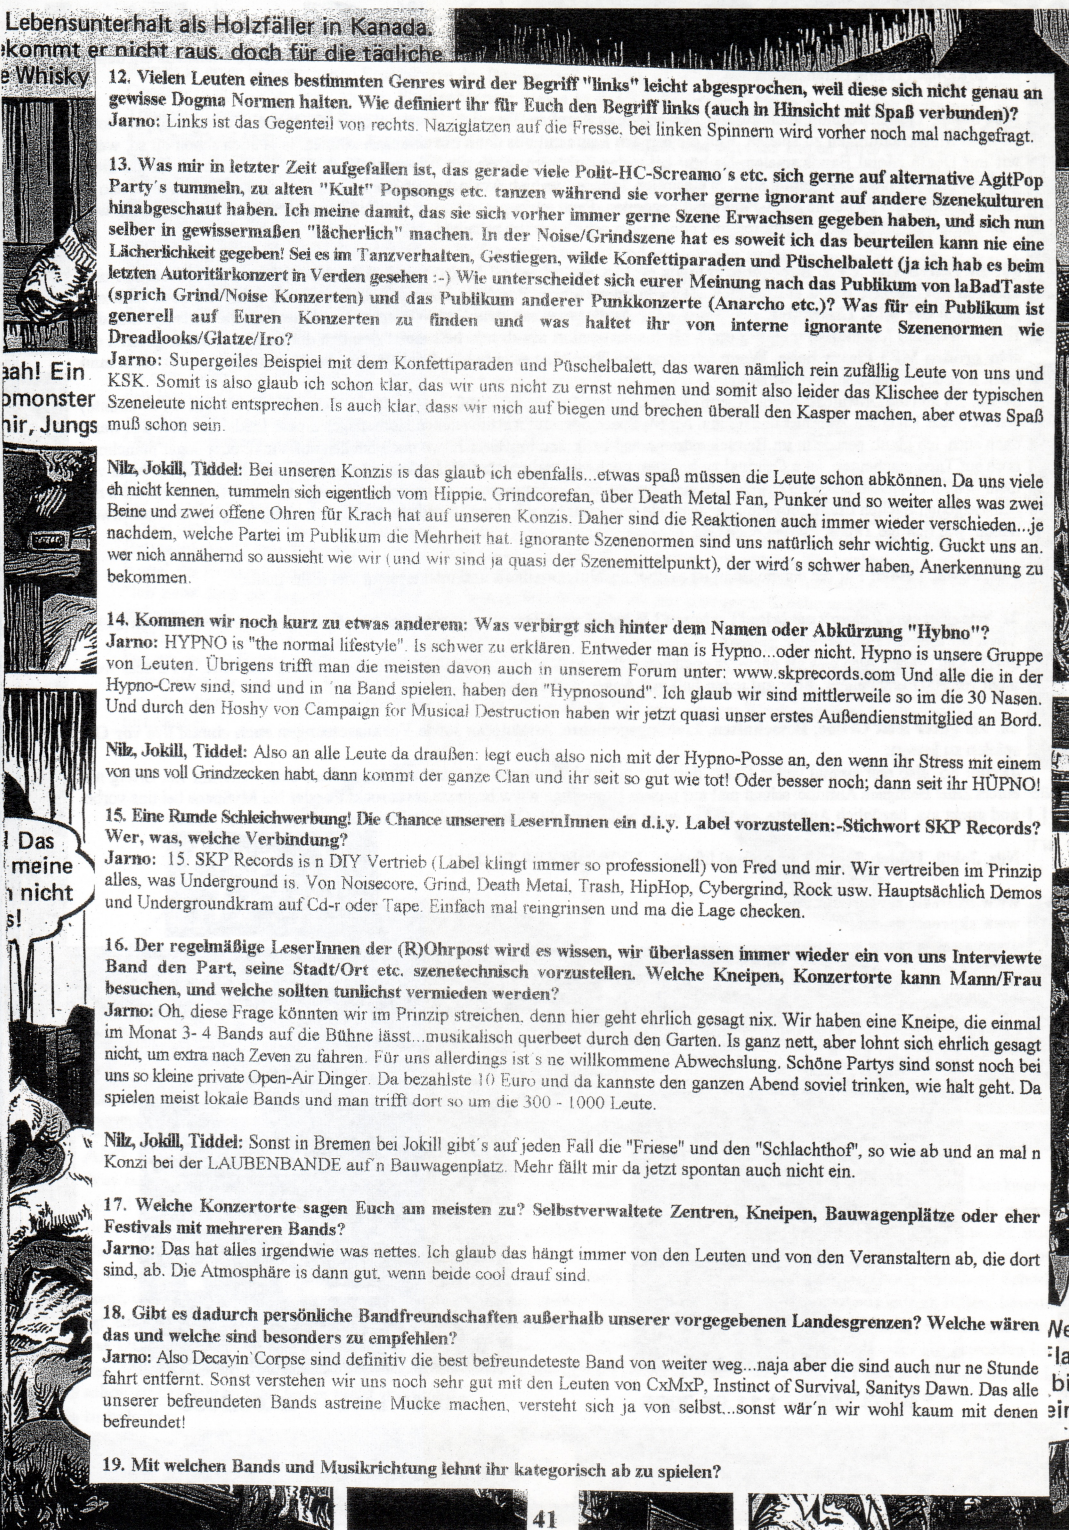 Lebensunterhalt als Holzfäller in Kanada.
ekommt er nicht raus, doch für die tägliche
e Whisky
12. Vielen Leuten eines bestimmten Genres wird der Begriff "links" leicht abgesprochen, weil diese sich nicht genau an
gewisse Dogma Normen halten. Wie definiert ihr für Euch den Begriff links (auch in Hinsicht mit Spaß verbunden)?
Jarno: Links ist das Gegenteil von rechts. Naziglatzen auf die Fresse, bei linken Spinnern wird vorher noch mal nachgefragt.
13. Was mir in letzter Zeit aufgefallen ist, das gerade viele Polit-HC-Screamo´s etc. sich gerne auf alternative AgitPop
Party´s tummeln, zu alten "Kult" Popsongs etc. tanzen während sie vorher gerne ignorant auf andere Szenekulturen
hinabgeschaut haben. Ich meine damit, das sie sich vorher immer gerne Szene Erwachsen gegeben haben, und sich nun
selber in gewissermaßen "lächerlich" machen. In der Noise/Grindszene hat es soweit ich das beurteilen kann nie eine
Lächerlichkeit gegeben! Sei es im Tanzverhalten, Gestiegen, wilde Konfettiparaden und Püschelbalett (ja ich hab es beim
letzten Autoritärkonzert in Verden gesehen :-) Wie unterscheidet sich eurer Meinung nach das Publikum von laBadTaste
(sprich Grind/Noise Konzerten) und das Publikum anderer Punkkonzerte (Anarcho etc.)? Was für ein Publikum ist
generell auf Euren Konzerten zu finden und was haltet ihr von interne ignorante Szenenormen wie
Dreadlooks/Glatze/Iro?
Jarno: Supergeiles Beispiel mit dem Konfettiparaden und Püschelbalett, das waren nämlich rein zufällig Leute von uns und
KSK. Somit is also glaub ich schon klar, das wir uns nicht zu ernst nehmen und somit also leider das Klischee der typischen
Szeneleute nicht entsprechen. Is auch klar, dass wir nich auf biegen und brechen überall den Kasper machen, aber etwas Spaß
muß schon sein.
aah! Ein
omonster
nir, Jungs
Nilz, Jokill, Tiddel: Bei unseren Konzis is das glaub ich ebenfalls...etwas spaß müssen die Leute schon abkönnen. Da uns viele
eh nicht kennen, tummeln sich eigentlich vom Hippie, Grindcorefan, über Death Metal Fan, Punker und so weiter alles was zwei
Beine und zwei offene Ohren für Krach hat auf unseren Konzis. Daher sind die Reaktionen auch immer wieder verschieden...je
nachdem, welche Partei im Publikum die Mehrheit hat. Ignorante Szenenormen sind uns natürlich sehr wichtig. Guckt uns an.
wer nich annähernd so aussieht wie wir (und wir sind ja quasi der Szenemittelpunkt), der wird´s schwer haben, Anerkennung zu
bekommen.
14. Kommen wir noch kurz zu etwas anderem: Was verbirgt sich hinter dem Namen oder Abkürzung "Hybno"?
Jarno: HYPNO is "the normal lifestyle". Is schwer zu erklären. Entweder man is Hypno...oder nicht. Hypno is unsere Gruppe
von Leuten. Übrigens trifft man die meisten davon auch in unserem Forum unter: www.skprecords.com Und alle die in der
Hypno-Crew sind, sind und in ´na Band spielen, haben den "Hypnosound". Ich glaub wir sind mittlerweile so im die 30 Nasen.
Und durch den Hoshy von Campaign for Musical Destruction haben wir jetzt quasi unser erstes Außendienstmitglied an Bord.
Nilz, Jokill, Tiddel: Also an alle Leute da draußen: legt euch also nich mit der Hypno-Posse an, den wenn ihr Stress mit einem
von uns voll Grindzecken habt, dann kommt der ganze Clan und ihr seit so gut wie tot! Oder besser noch; dann seit ihr HÜPNO!
15. Eine Runde Schleichwerbung! Die Chance unseren LesernInnen ein d.i.y. Label vorzustellen:-Stichwort SKP Records?
Wer, was, welche Verbindung?
Jarno: 15. SKP Records is n DIY Vertrieb (Label klingt immer so professionell) von Fred und mir. Wir vertreiben im Prinzip
alles, was Underground is. Von Noisecore, Grind, Death Metal, Trash, HipHop, Cybergrind, Rock usw. Hauptsächlich Demos
und Undergroundkram auf Cd-r oder Tape. Einfach mal reingrinsen und ma die Lage checken.
! Das
meine
n nicht
s!
16. Der regelmäßige LeserInnen der (R)Ohrpost wird es wissen, wir überlassen immer wieder ein von uns Interviewte
Band den Part, seine Stadt/Ort etc. szenetechnisch vorzustellen. Welche Kneipen, Konzertorte kann Mann/Frau
besuchen, und welche sollten tunlichst vermieden werden?
Jarno: Oh, diese Frage könnten wir im Prinzip streichen, denn hier geht ehrlich gesagt nix. Wir haben eine Kneipe, die einmal
im Monat 3- 4 Bands auf die Bühne lässt...musikalisch querbeet durch den Garten. Is ganz nett, aber lohnt sich ehrlich gesagt
nicht, um extra nach Zeven zu fahren. Für uns allerdings ist´s ne willkommene Abwechslung. Schöne Partys sind sonst noch bei
uns so kleine private Open-Air Dinger. Da bezahlste 10 Euro und da kannste den ganzen Abend soviel trinken, wie halt geht. Da
spielen meist lokale Bands und man trifft dort so um die 300 - 1000 Leute.
Nilz, Jokill, Tiddel: Sonst in Bremen bei Jokill gibt´s auf jeden Fall die "Friese" und den "Schlachthof", so wie ab und an mal n
Konzi bei der LAUBENBANDE auf´n Bauwagenplatz. Mehr fällt mir da jetzt spontan auch nicht ein.
17. Welche Konzertorte sagen Euch am meisten zu? Selbstverwaltete Zentren, Kneipen, Bauwagenplätze oder eher
Festivals mit mehreren Bands?
Jarno: Das hat alles irgendwie was nettes. Ich glaub das hängt immer von den Leuten und von den Veranstaltern ab, die dort
sind, ab. Die Atmosphäre is dann gut, wenn beide cool drauf sind.
18. Gibt es dadurch persönliche Bandfreundschaften außerhalb unserer vorgegebenen Landesgrenzen? Welche wären
das und welche sind besonders zu empfehlen?
Jarno: Also Decayin´Corpse sind definitiv die best befreundeteste Band von weiter weg...naja aber die sind auch nur ne Stunde
fahrt entfernt. Sonst verstehen wir uns noch sehr gut mit den Leuten von CxMxP, Instinct of Survival, Sanitys Dawn. Das alle
unserer befreundeten Bands astreine Mucke machen, versteht sich ja von selbst...sonst wär´n wir wohl kaum mit denen
befreundet!
19. Mit welchen Bands und Musikrichtung lehnt ihr kategorisch ab zu spielen?
41